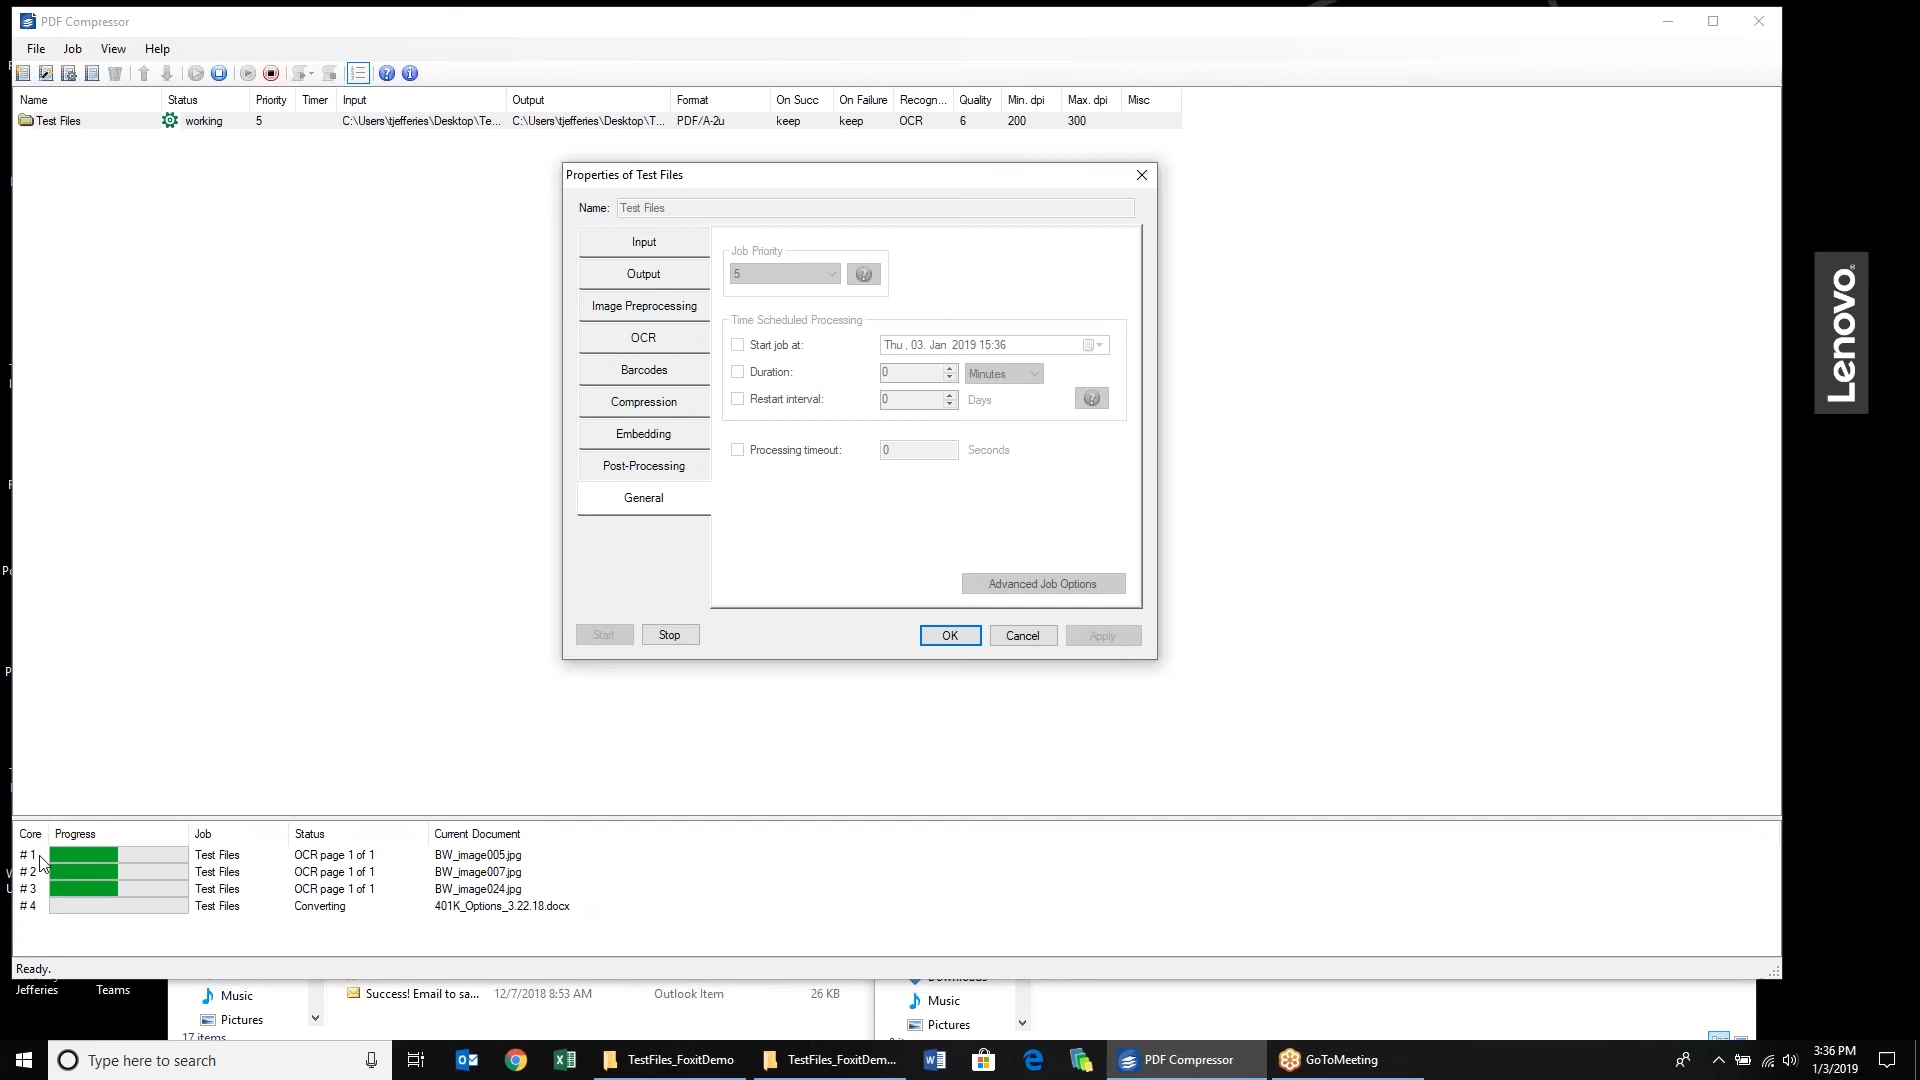 PDF Compressor
File Job View Help
Name Status Priority Timer Input Output Format On Succ On Failure Recogn... Quality Min. dpi Max. dpi Misc
Test Files working 5 C:\Users\tjefferies\Desktop\Te... C:\Users\tjefferies\Desktop\T... PDF/A-2u keep keep OCR 6 200 300
Properties of Test Files
Name: Test Files
Input
Output
Image Preprocessing
OCR
Barcodes
Compression
Embedding
Post-Processing
General
Job Priority
5
Time Scheduled Processing
Start job at: Thu , 03. Jan 2019 15:36
Duration: 0 Minutes
Restart interval: 0 Days
Processing timeout: 0 Seconds
Advanced Job Options
Start Stop OK Cancel Apply
Lenovo
Core Progress Job Status Current Document
# 1 Test Files OCR page 1 of 1 BW_image005.jpg
# 2 Test Files OCR page 1 of 1 BW_image007.jpg
# 3 Test Files OCR page 1 of 1 BW_image024.jpg
# 4 Test Files Converting 401K_Options_3.22.18.docx
Ready.
Jefferies Teams
Music Success! Email to sa... 12/7/2018 8:53 AM Outlook Item 26 KB Music
Pictures Pictures
17 items
Type here to search TestFiles_FoxitDemo TestFiles_FoxitDem... PDF Compressor GoToMeeting 3:36 PM
1/3/2019